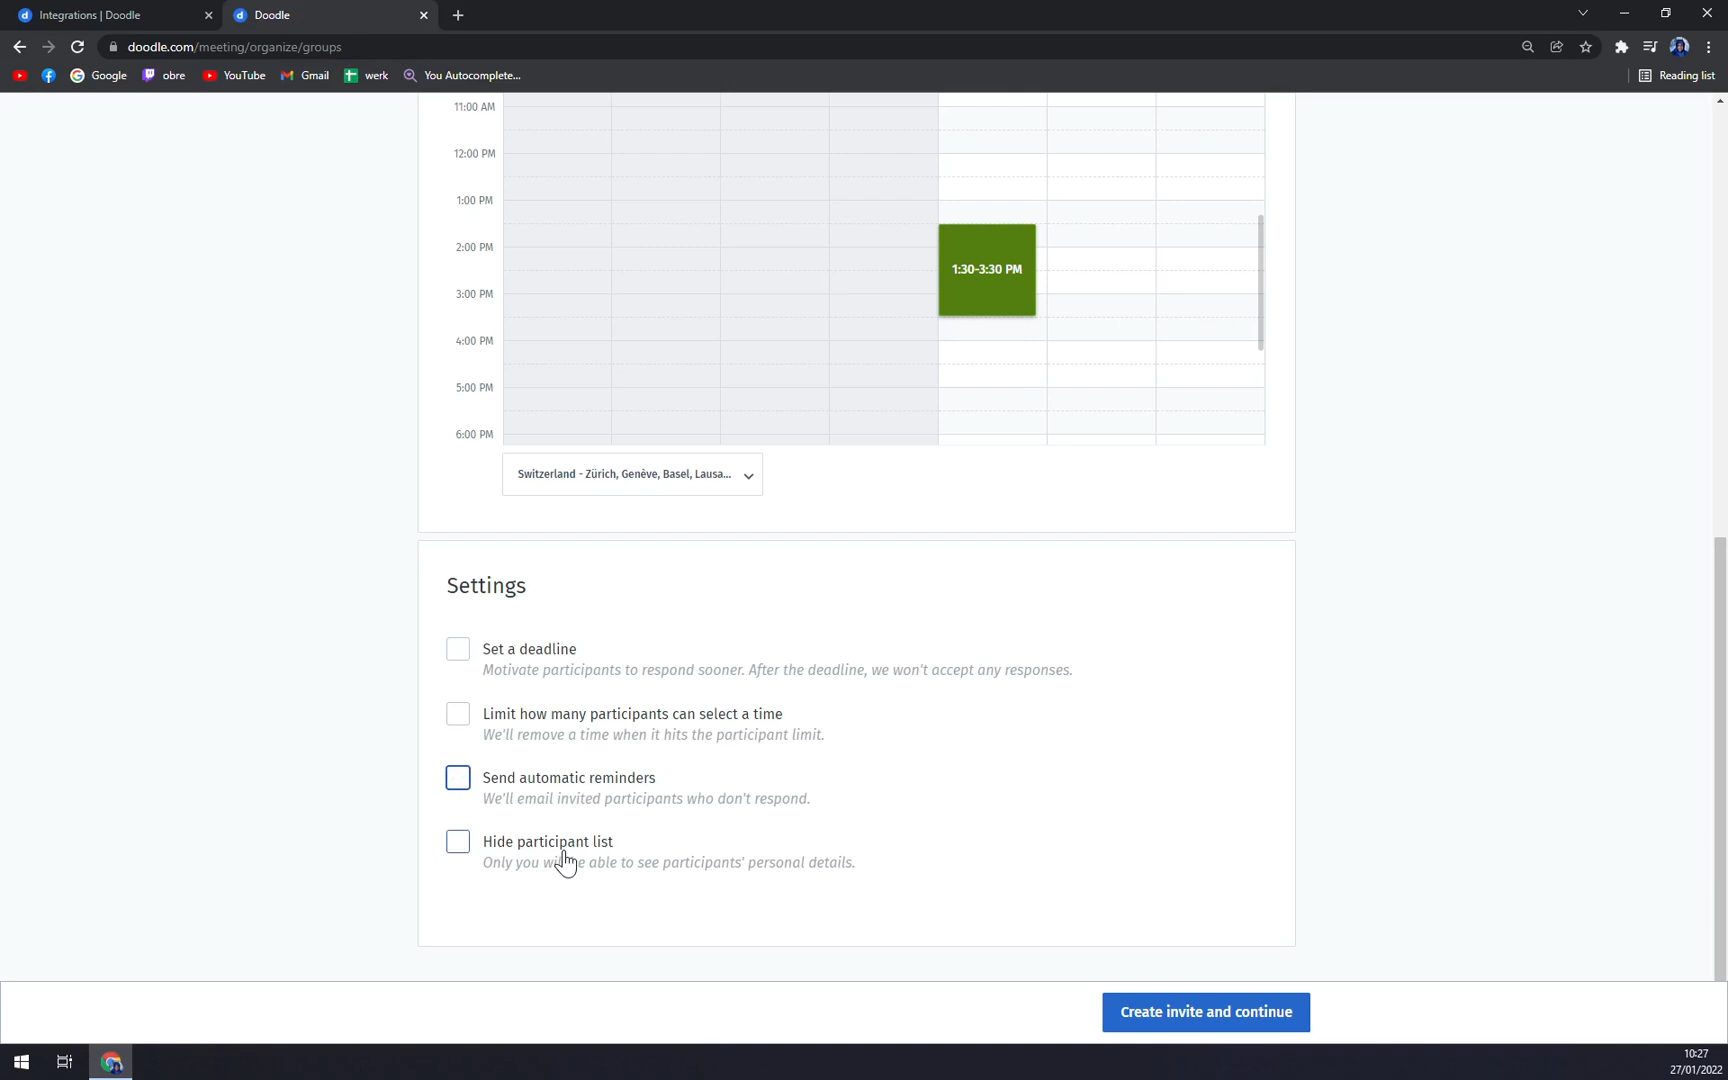 Integrations | Doodle
Doodle
doodle.com/meeting/organize/groups
Google
obre
YouTube
Gmail
werk
You Autocomplete...
Reading list
11:00 AM
12:00 PM
1:00 PM
2:00 PM
3:00 PM
4:00 PM
5:00 PM
6:00 PM
1:30-3:30 PM
Switzerland - Zürich, Genève, Basel, Lausa...
Settings
Set a deadline
Motivate participants to respond sooner. After the deadline, we won't accept any responses.
Limit how many participants can select a time
We'll remove a time when it hits the participant limit.
Send automatic reminders
We'll email invited participants who don't respond.
Hide participant list
Only you able to see participants' personal details.
Create invite and continue
10:27
27/01/2022